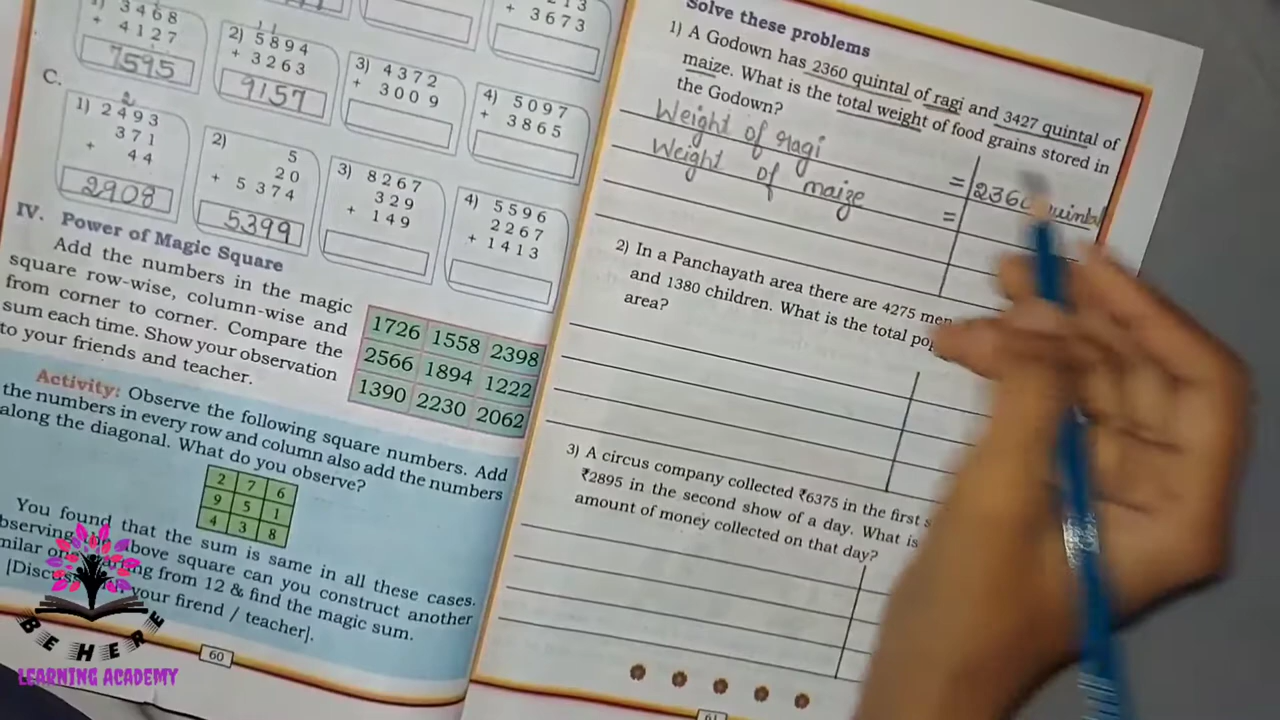 213
+ 3673
1) 3468
+ 4127
7595
2) 5894
+ 3263
9157
3) 4372
+ 3009
4) 5097
+ 3865
C.
1) 2493
371
+ 44
2908
2) 5
20
+ 5374
5399
3) 8267
329
+ 149
4) 5596
2267
+ 1413
IV. Power of Magic Square
Add the numbers in the magic
square row-wise, column-wise and
from corner to corner. Compare the
sum each time. Show your observation
to your friends and teacher.
1726 1558 2398
2566 1894 1222
1390 2230 2062
Activity: Observe the following square numbers. Add
the numbers in every row and column also add the numbers
along the diagonal. What do you observe?
2 7 6
9 5 1
4 3 8
You found that the sum is same in all these cases.
bserving the above square can you construct another
milar on starting from 12 & find the magic sum.
[Discuss your firend / teacher].
60
BEHERE
LEARNING ACADEMY
Solve these problems
1) A Godown has 2360 quintal of ragi and 3427 quintal of
maize. What is the total weight of food grains stored in
the Godown?
Weight of ragi = 2360 quintal
Weight of maize =
2) In a Panchayath area there are 4275 men
and 1380 children. What is the total
area?
3) A circus company collected ₹6375 in the first
₹2895 in the second show of a day. What is
amount of money collected on that day?
61